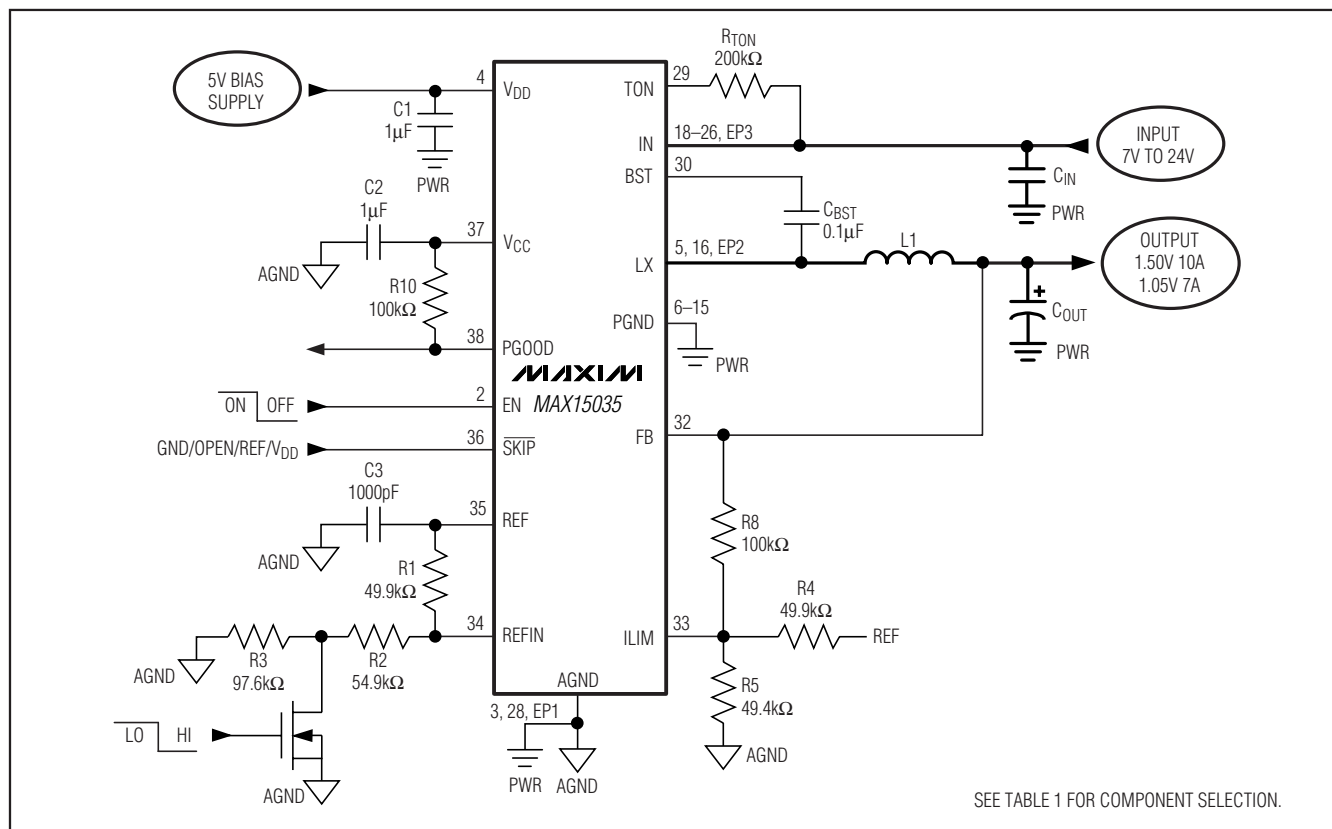 RTON
200kΩ
5V BIAS
SUPPLY
4
VDD
TON
29
C1
1μF
PWR
IN
18–26, EP3
INPUT
7V TO 24V
BST
30
CIN
PWR
C2
1μF
CBST
0.1μF
37
VCC
AGND
LX
5, 16, EP2
L1
OUTPUT
1.50V 10A
1.05V 7A
R10
100kΩ
PGND
6–15
PWR
+
COUT
PWR
38
PGOOD
MAXIM
MAX15035
ON OFF
2
EN
FB
32
GND/OPEN/REF/VDD
36
SKIP
C3
1000pF
35
REF
AGND
R1
49.9kΩ
R8
100kΩ
R4
49.9kΩ
REF
34
REFIN
ILIM
33
AGND
R3
97.6kΩ
R2
54.9kΩ
AGND
R5
49.4kΩ
AGND
3, 28, EP1
LO HI
AGND
PWR
AGND
SEE TABLE 1 FOR COMPONENT SELECTION.